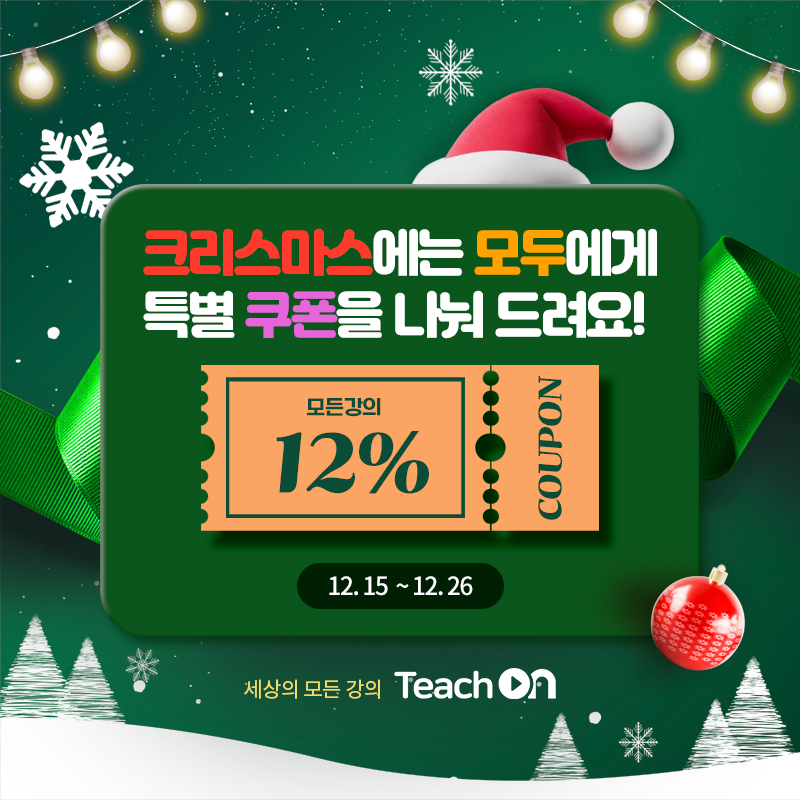 크리스마스에는 모두에게
특별 쿠폰을 나눠 드려요!
모든강의
12%
COUPON
12. 15 ~ 12. 26
세상의 모든 강의 Teach On